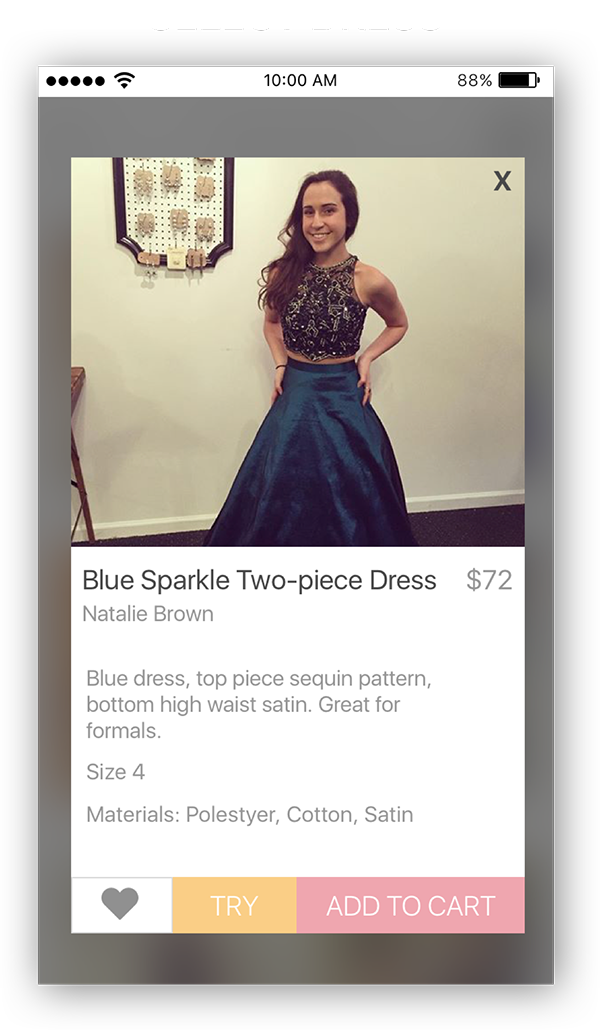 10:00 AM
88%
X
Blue Sparkle Two-piece Dress
$72
Natalie Brown
Blue dress, top piece sequin pattern,
bottom high waist satin. Great for
formals.
Size 4
Materials: Polestyer, Cotton, Satin
TRY
ADD TO CART